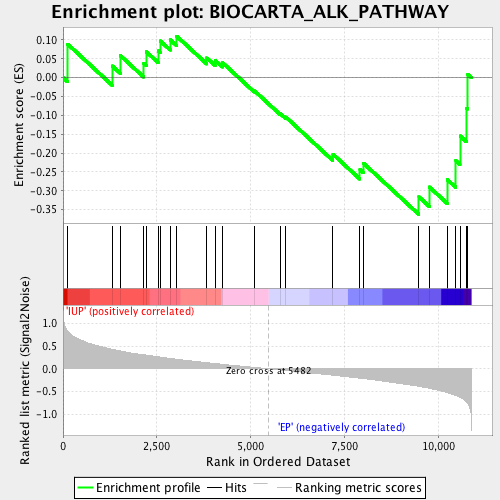 Enrichment plot: BIOCARTA_ALK_PATHWAY
Enrichment score (ES)
0.10
0.05
0.00
-0.05
-0.10
-0.15
-0.20
-0.25
-0.30
-0.35
Ranked list metric (Signal2Noise)
1.0
0.5
0.0
-0.5
-1.0
'IUP' (positively correlated)
Zero cross at 5482
'EP' (negatively correlated)
0 2,500 5,000 7,500 10,000
Rank in Ordered Dataset
Enrichment profile Hits Ranking metric scores